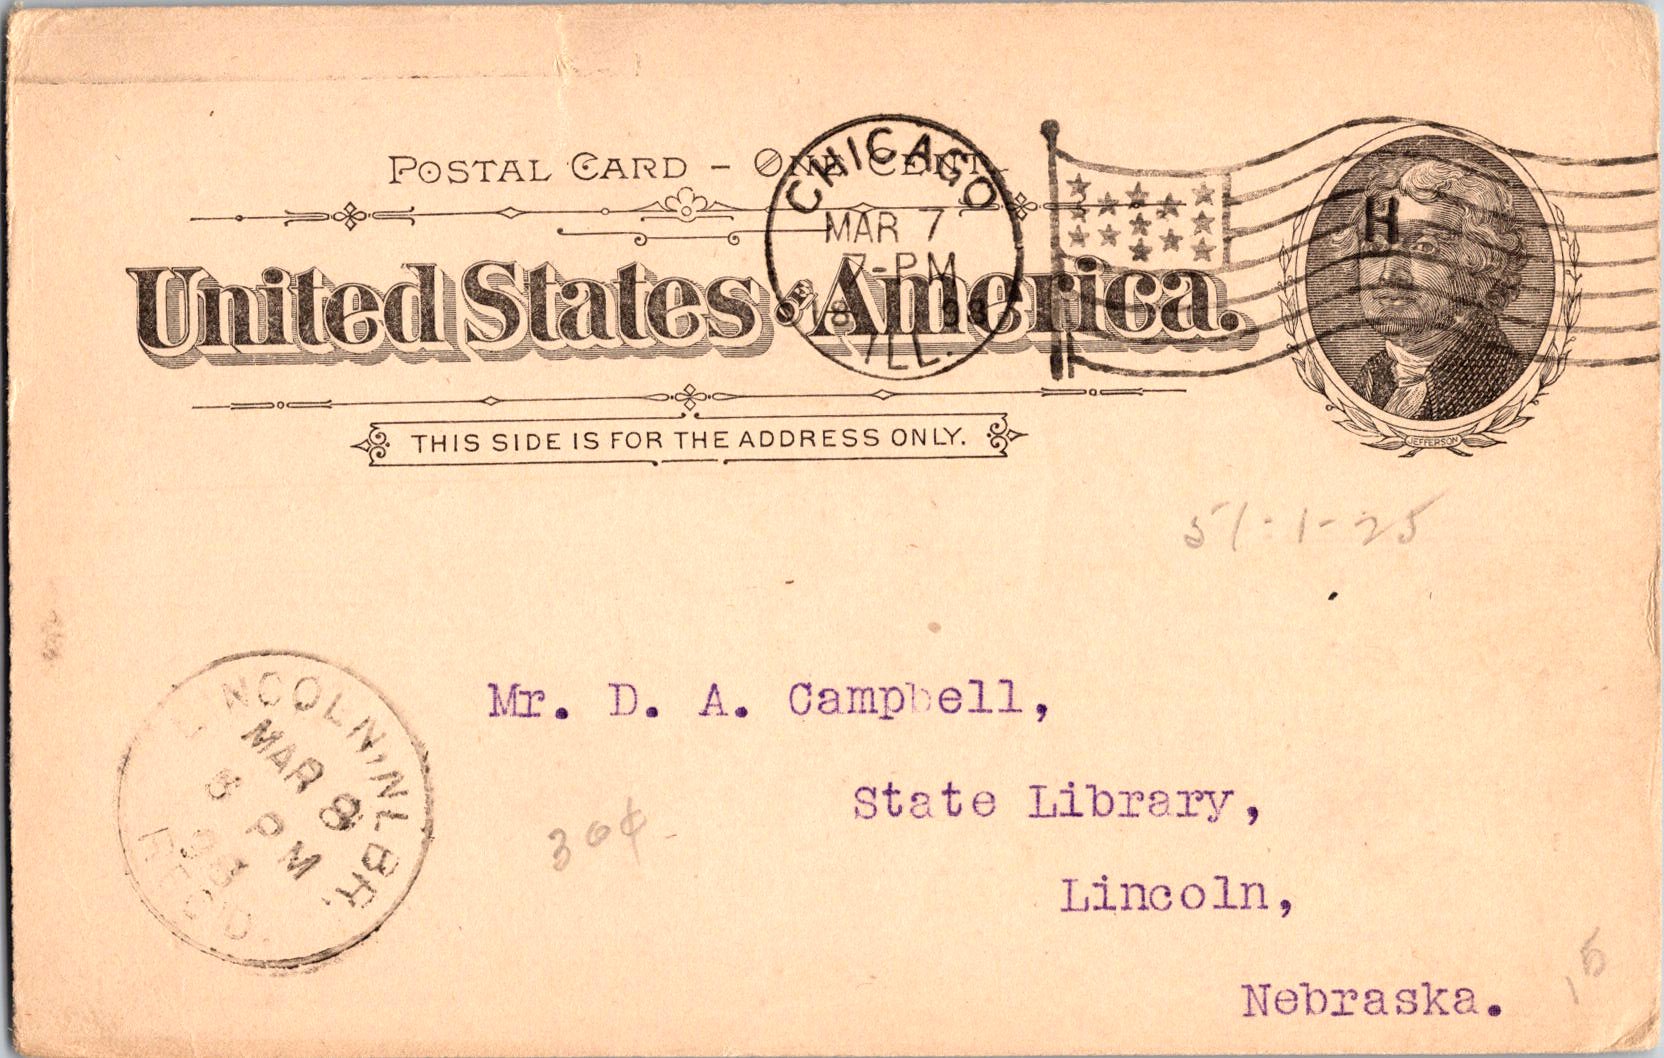 POSTAL CARD - ONE CENT.
United States OF America.
THIS SIDE IS FOR THE ADDRESS ONLY.
CHICAGO
MAR 7
7-PM
ILL.
H
JEFFERSON
51-1-25
LINCOLN, NEBR.
MAR 8
PM
REC'D.
Mr. D. A. Campbell,
State Library,
Lincoln,
Nebraska.
30¢
15